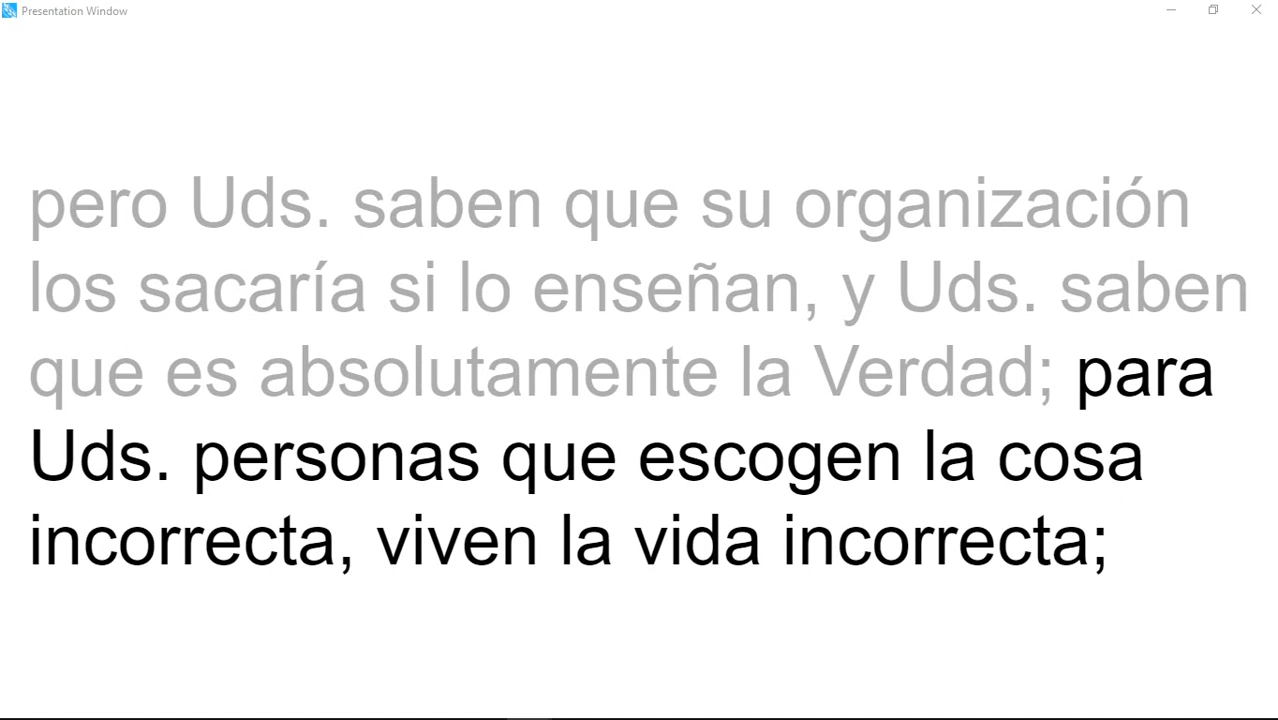 Presentation Window
pero Uds. saben que su organización
los sacaría si lo enseñan, y Uds. saben
que es absolutamente la Verdad; para
Uds. personas que escogen la cosa
incorrecta, viven la vida incorrecta;